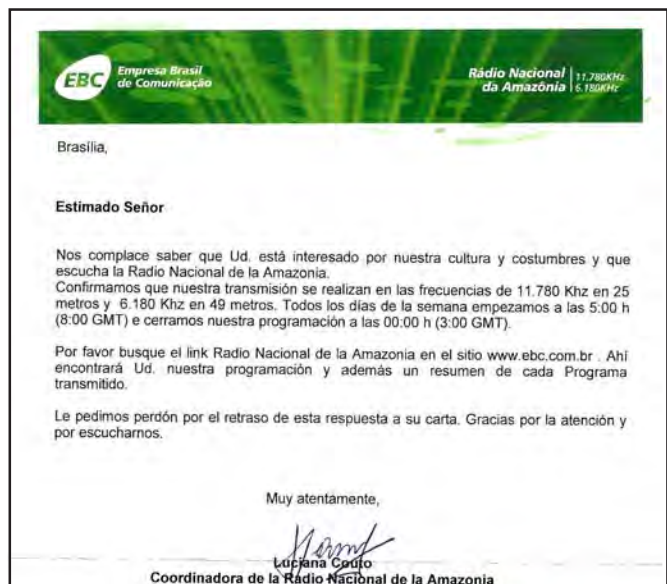 EBC
Empresa Brasil
de Comunicação
Rádio Nacional
da Amazônia
11.780KHz
6.180KHz
Brasília,
Estimado Señor
Nos complace saber que Ud. está interesado por nuestra cultura y costumbres y que
escucha la Radio Nacional de la Amazonia.
Confirmamos que nuestra transmisión se realizan en las frecuencias de 11.780 Khz en 25
metros y 6.180 Khz en 49 metros. Todos los días de la semana empezamos a las 5:00 h
(8:00 GMT) e cerramos nuestra programación a las 00:00 h (3:00 GMT).
Por favor busque el link Radio Nacional de la Amazonia en el sitio www.ebc.com.br . Ahí
encontrará Ud. nuestra programación y además un resumen de cada Programa
transmitido.
Le pedimos perdón por el retraso de esta respuesta a su carta. Gracias por la atención y
por escucharnos.
Muy atentamente,
Luciana Couto
Coordinadora de la Rádio Nacional de la Amazonia